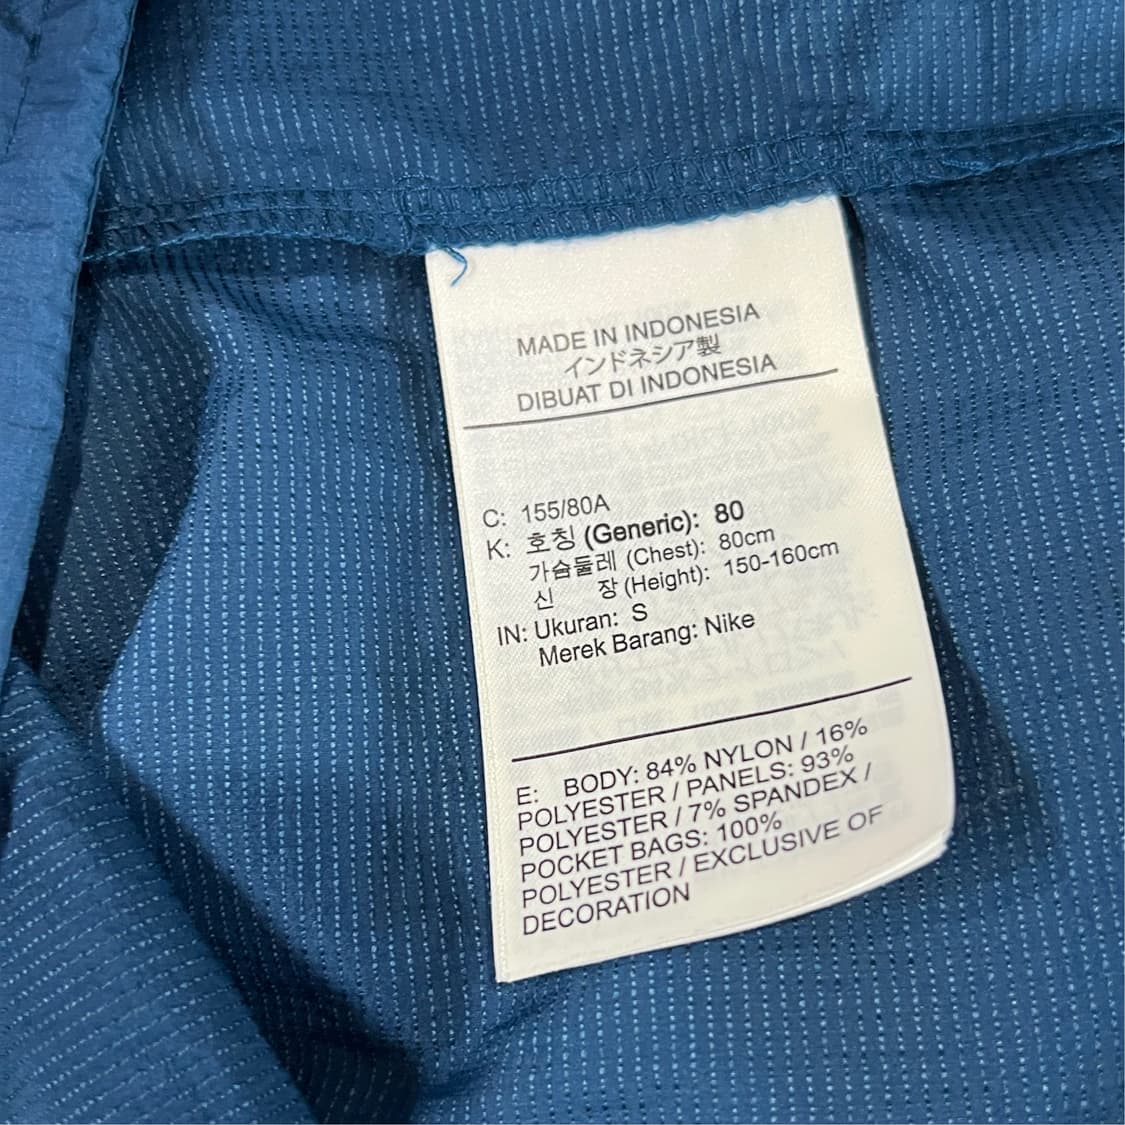 MADE IN INDONESIA
インドネシア製
DIBUAT DI INDONESIA
C: 155/80A
K: 호칭 (Generic): 80
가슴둘레 (Chest): 80cm
신 장 (Height): 150-160cm
IN: Ukuran: S
Merek Barang: Nike
E: BODY: 84% NYLON / 16%
POLYESTER / PANELS: 93%
POLYESTER / 7% SPANDEX /
POCKET BAGS: 100%
POLYESTER / EXCLUSIVE OF
DECORATION